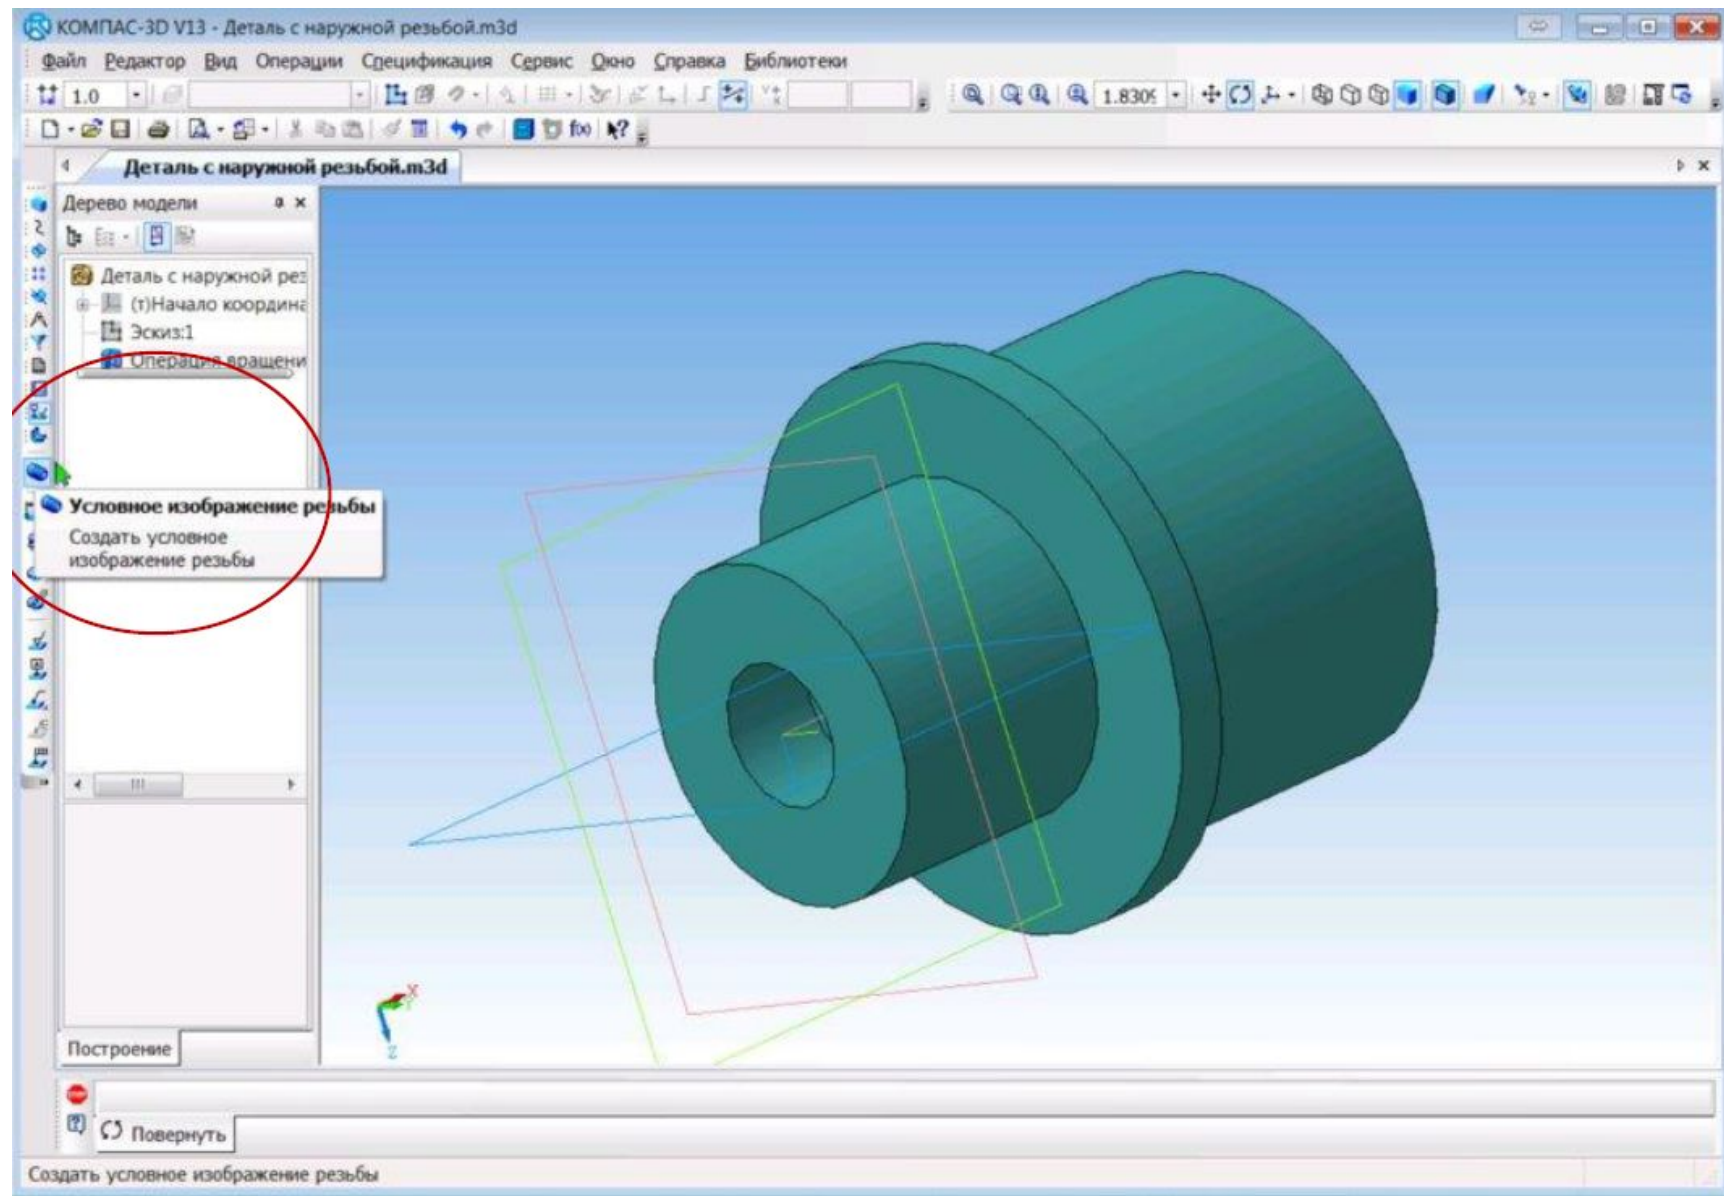 КОМПАС-3D V13 - Деталь с наружной резьбой.m3d
Файл Редактор Вид Операции Спецификация Сервис Окно Справка Библиотеки
1.0
1.8309
f(x)
Деталь с наружной резьбой.m3d
Дерево модели
Деталь с наружной рез
(т)Начало координа
Эскиз:1
Операция вращени
Условное изображение резьбы
Создать условное
изображение резьбы
X
Y
Z
Построение
STOP
Повернуть
Создать условное изображение резьбы